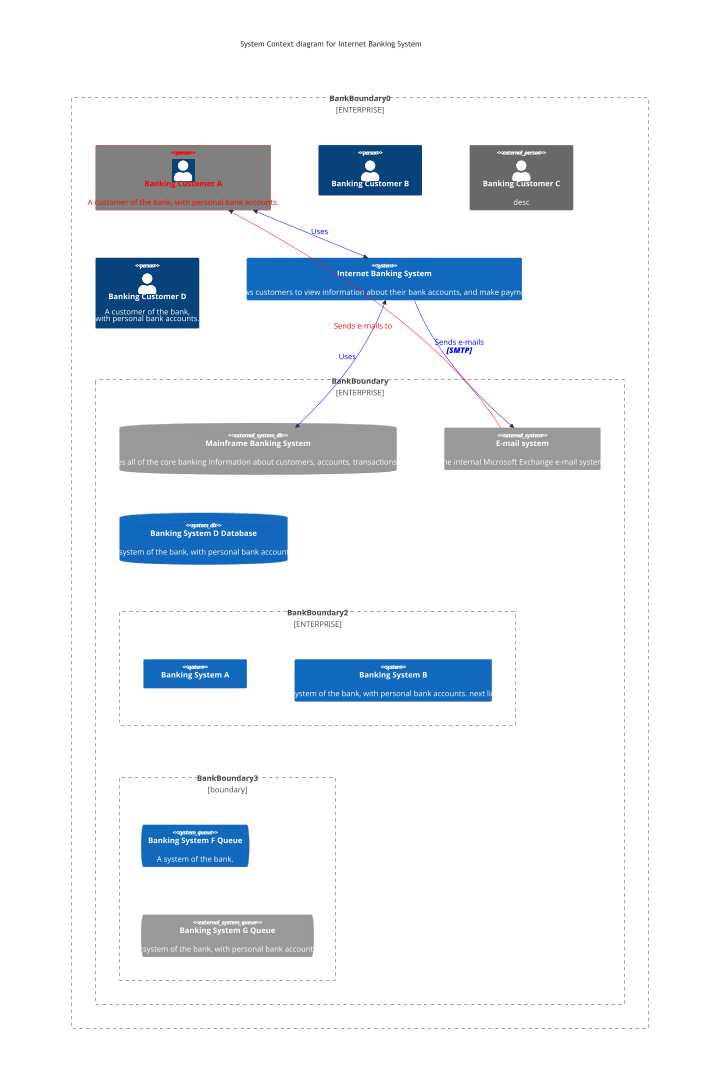 System Context diagram for Internet Banking System
BankBoundary0
[ENTERPRISE]
<<person>>
Banking Customer A
A customer of the bank, with personal bank accounts.
<<person>>
Banking Customer B
<<external_person>>
Banking Customer C
desc
Uses
<<person>>
Banking Customer D
A customer of the bank,
with personal bank accounts.
<<system>>
Internet Banking System
customers to view information about their bank accounts, and make
Sends e-mails to
Sends e-mails
[SMTP]
Uses
BankBoundary
[ENTERPRISE]
<<external_system_db>>
Mainframe Banking System
all of the core banking information about customers, accounts, transactions
<<external_system>>
E-mail system
internal Microsoft Exchange e-mail system
<<system_db>>
Banking System D Database
system of the bank, with personal bank account
BankBoundary2
[ENTERPRISE]
<<system>>
Banking System A
<<system>>
Banking System B
system of the bank, with personal bank accounts. next
BankBoundary3
[boundary]
<<system_queue>>
Banking System F Queue
A system of the bank.
<<external_system_queue>>
Banking System G Queue
system of the bank, with personal bank account